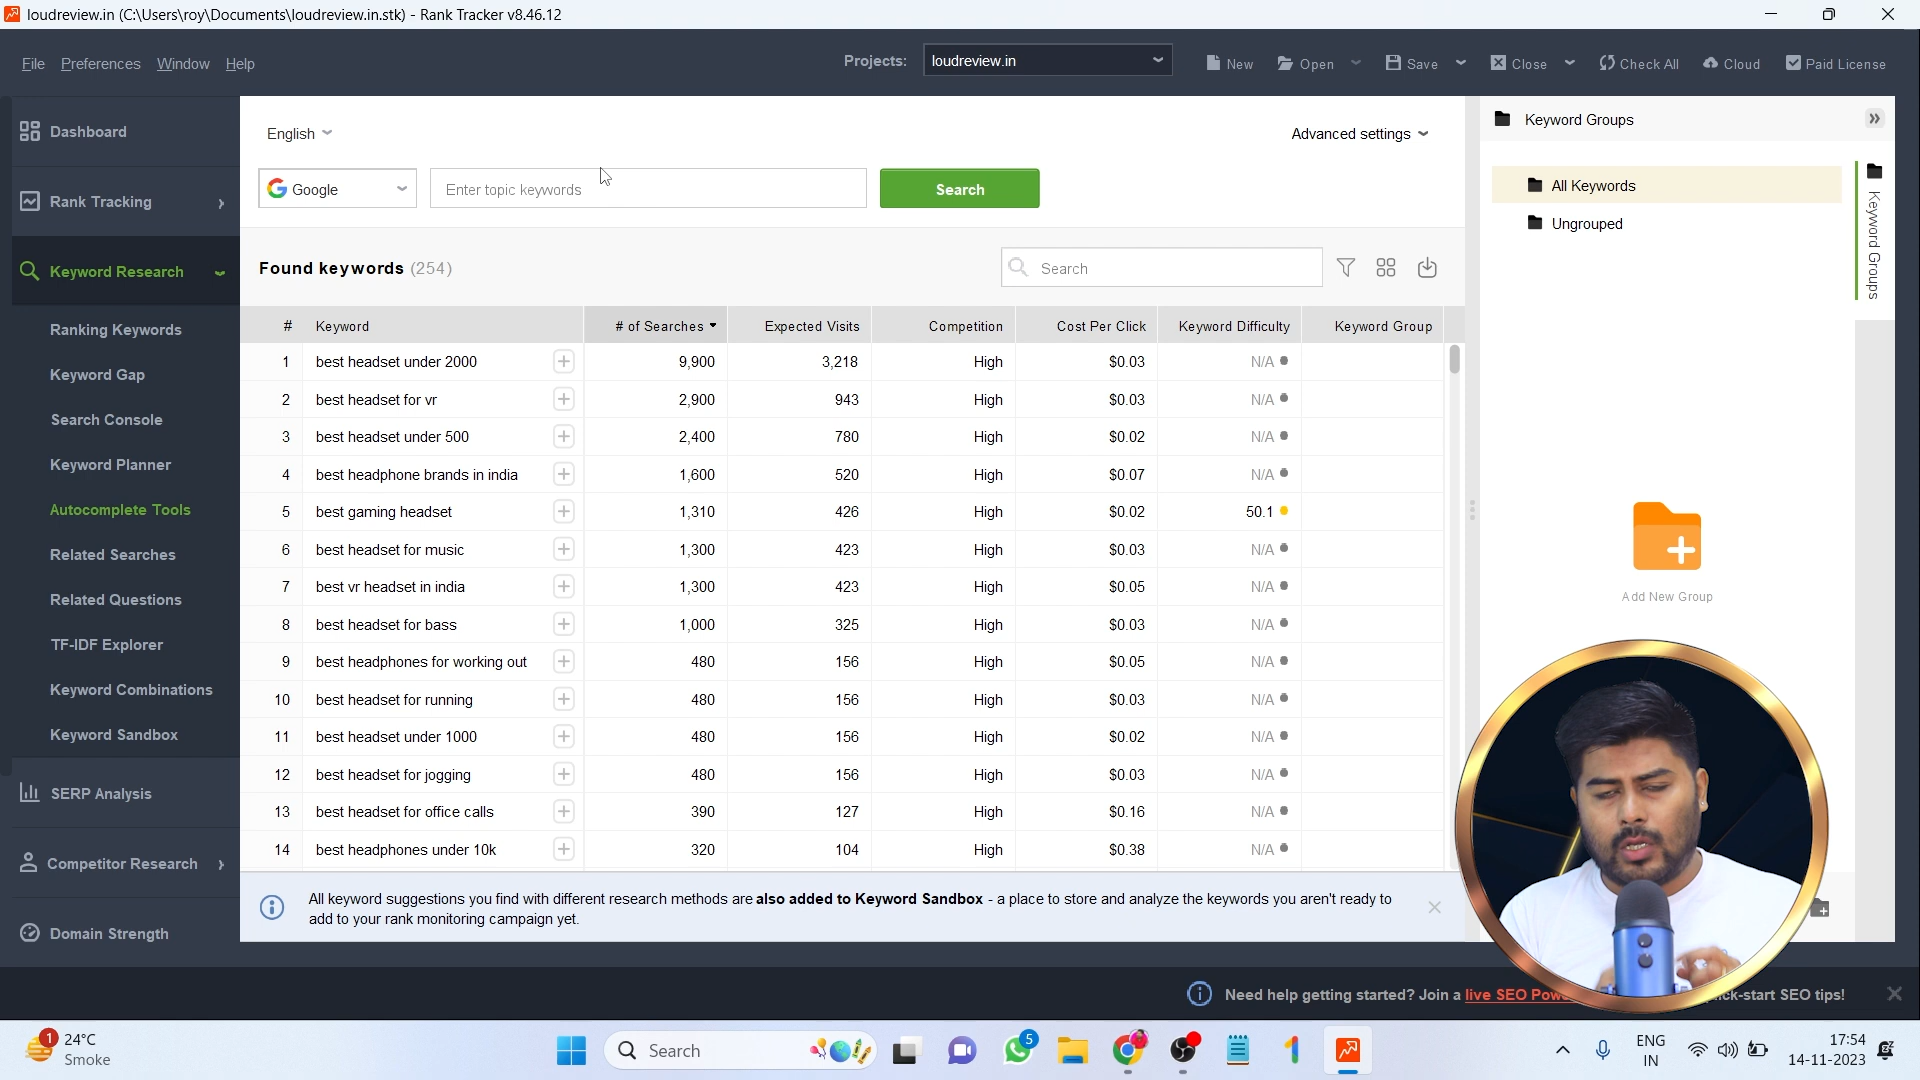 loudreview.in (C:\Users\roy\Documents\loudreview.in.stk) - Rank Tracker v8.46.12
File Preferences Window Help
Projects: loudreview.in
New Open Save Close Check All Cloud Paid License
Dashboard
Rank Tracking
Keyword Research
Ranking Keywords
Keyword Gap
Search Console
Keyword Planner
Autocomplete Tools
Related Searches
Related Questions
TF-IDF Explorer
Keyword Combinations
Keyword Sandbox
SERP Analysis
Competitor Research
Domain Strength
English
Advanced settings
Google Enter topic keywords Search
Found keywords (254)
Search
# Keyword # of Searches Expected Visits Competition Cost Per Click Keyword Difficulty Keyword Group
1 best headset under 2000 9,900 3,218 High $0.03 N/A
2 best headset for vr 2,900 943 High $0.03 N/A
3 best headset under 500 2,400 780 High $0.02 N/A
4 best headphone brands in india 1,600 520 High $0.07 N/A
5 best gaming headset 1,310 426 High $0.02 50.1
6 best headset for music 1,300 423 High $0.03 N/A
7 best vr headset in india 1,300 423 High $0.05 N/A
8 best headset for bass 1,000 325 High $0.03 N/A
9 best headphones for working out 480 156 High $0.05 N/A
10 best headset for running 480 156 High $0.03 N/A
11 best headset under 1000 480 156 High $0.02 N/A
12 best headset for jogging 480 156 High $0.03 N/A
13 best headset for office calls 390 127 High $0.16 N/A
14 best headphones under 10k 320 104 High $0.38 N/A
All keyword suggestions you find with different research methods are also added to Keyword Sandbox - a place to store and analyze the keywords you aren't ready to
add to your rank monitoring campaign yet.
Keyword Groups
All Keywords
Ungrouped
Add New Group
Keyword Groups
Need help getting started? Join a live SEO ck-start SEO tips!
1
24°C
Smoke
Search
5
ENG
IN
17:54
14-11-2023